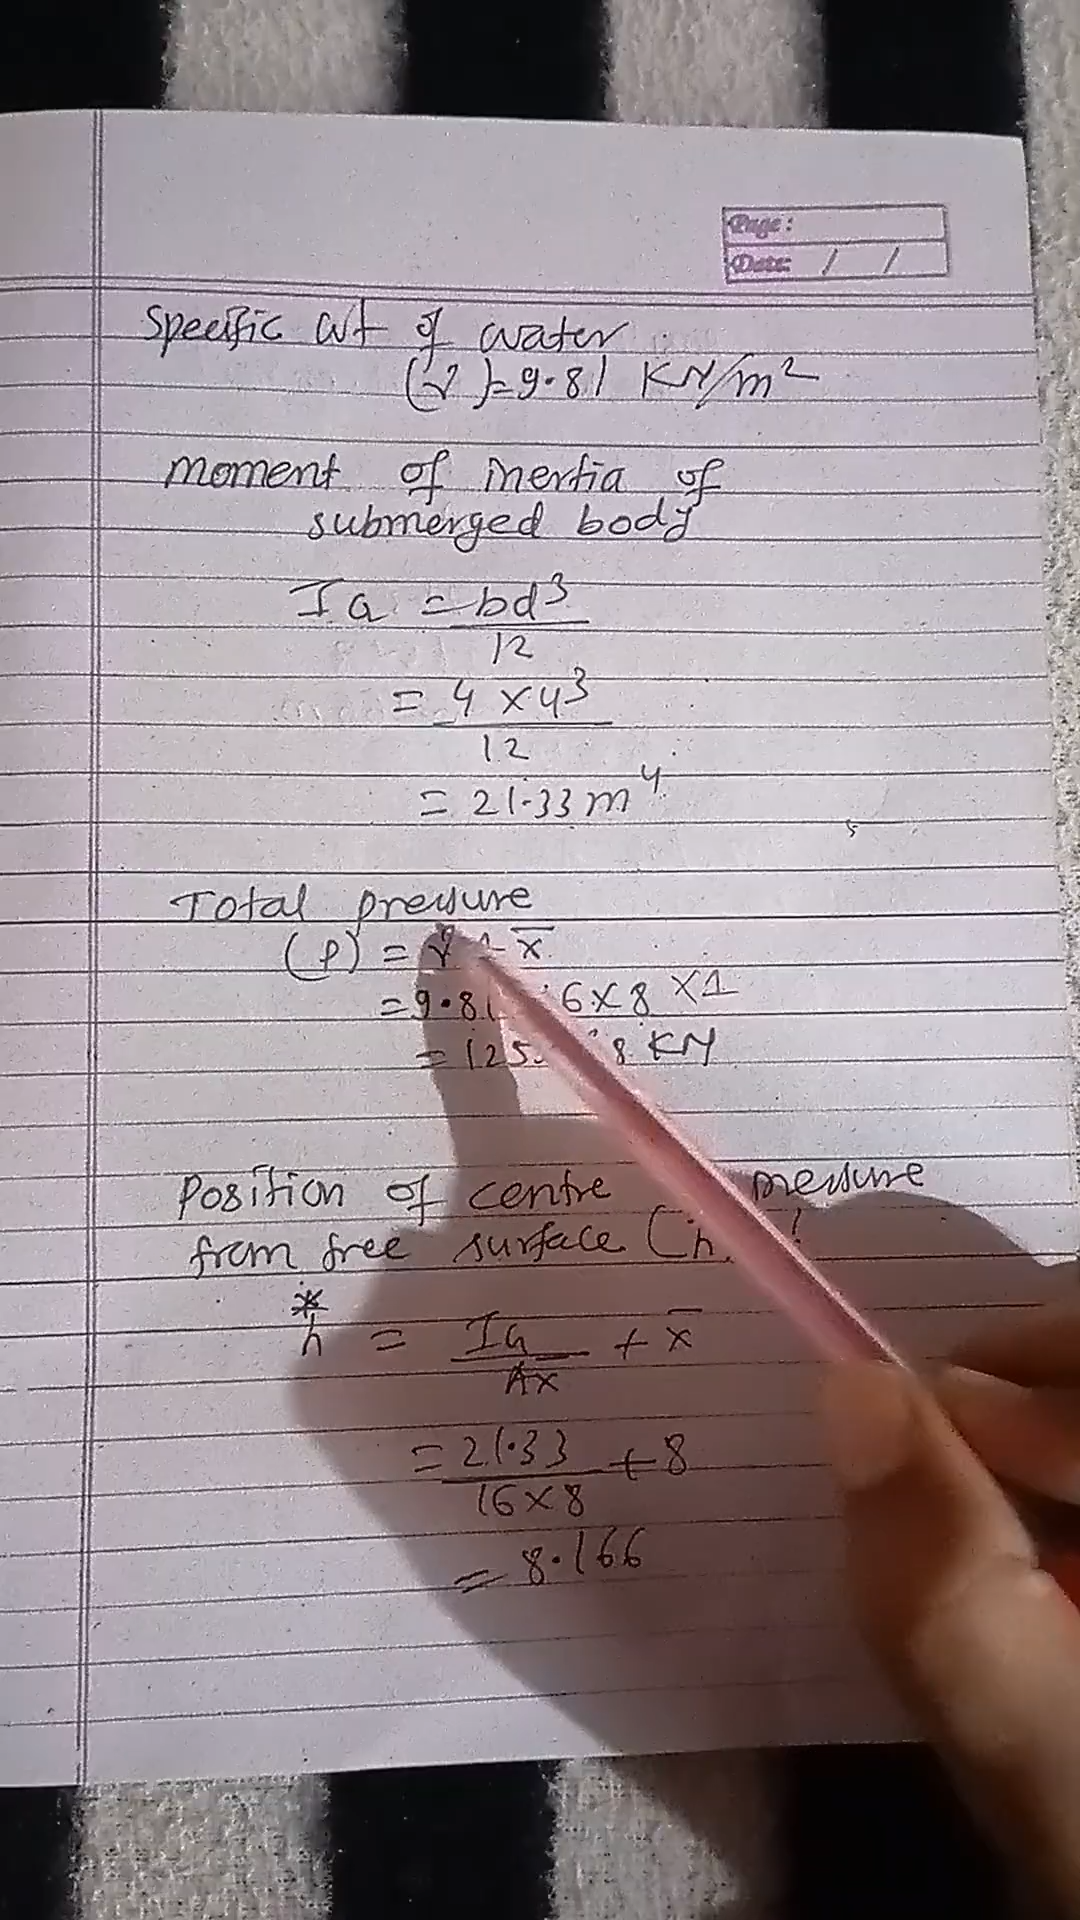 Page:
Date: / /
Specific wt of water
(γ)=9.81 KN/m²
moment of inertia of
submerged body
IG = bd³
12
= 4 × 4³
12
= 21.33 m⁴
Total pressure
(P) = γ x̄
= 9.81 6×8 ×1
= 125. 8 KN
Position of centre pressure
from free surface (h
*
h = IG + x̄
Ax
= 21.33 + 8
16×8
= 8.166